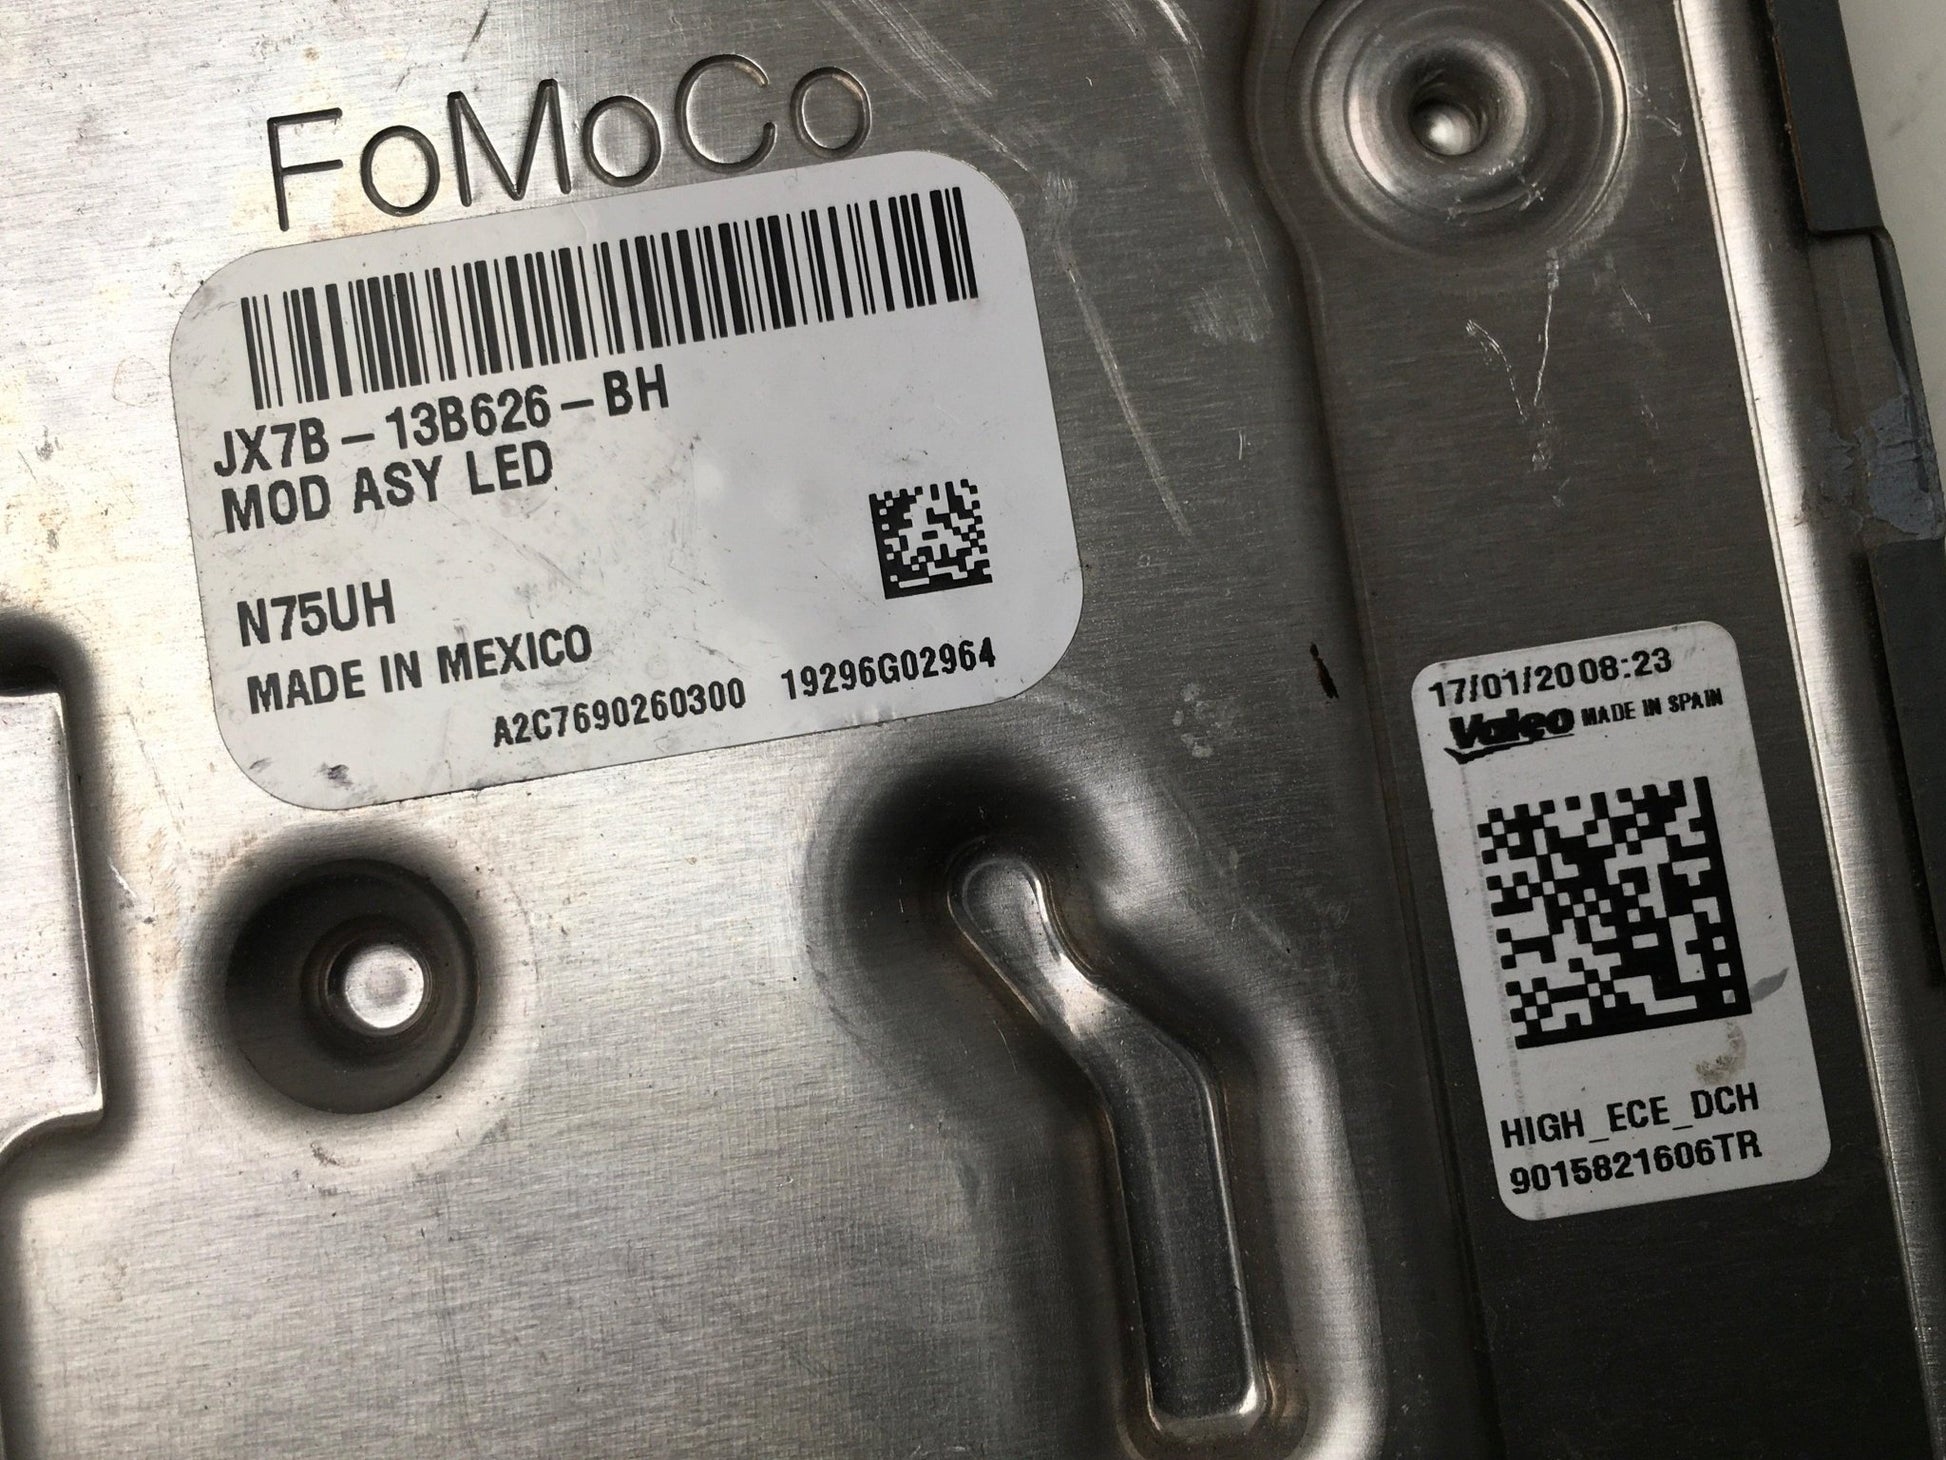 FoMoCo
JX7B-13B626-BH
MOD ASY LED
N75UH
MADE IN MEXICO
A2C7690260300 19296G02964
17/01/2008:23
Valeo MADE IN SPAIN
HIGH_ECE_DCH
9015821606TR